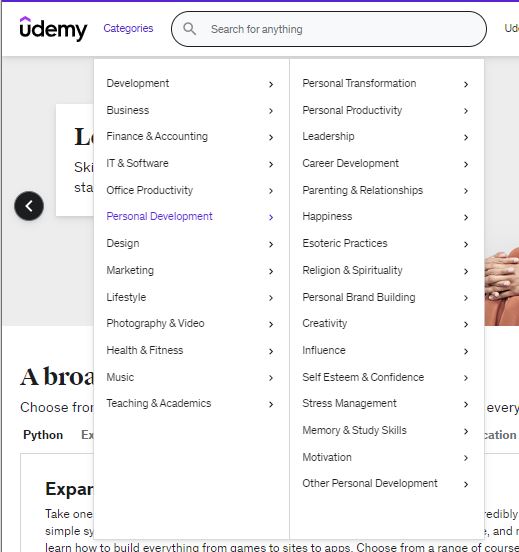 udemy
Categories
Search for anything
Ud
Development
Business
Finance & Accounting
IT & Software
Office Productivity
Personal Development
Design
Marketing
Lifestyle
Photography & Video
Health & Fitness
Music
Teaching & Academics
Personal Transformation
Personal Productivity
Leadership
Career Development
Parenting & Relationships
Happiness
Esoteric Practices
Religion & Spirituality
Personal Brand Building
Creativity
Influence
Self Esteem & Confidence
Stress Management
Memory & Study Skills
Motivation
Other Personal Development
Ski
sta
A broa
Choose from
every
Python
Ex
cation
Expan
Take one
redibly
simple sy
, and
learn how to build everything from games to sites to apps. Choose from a range of cours